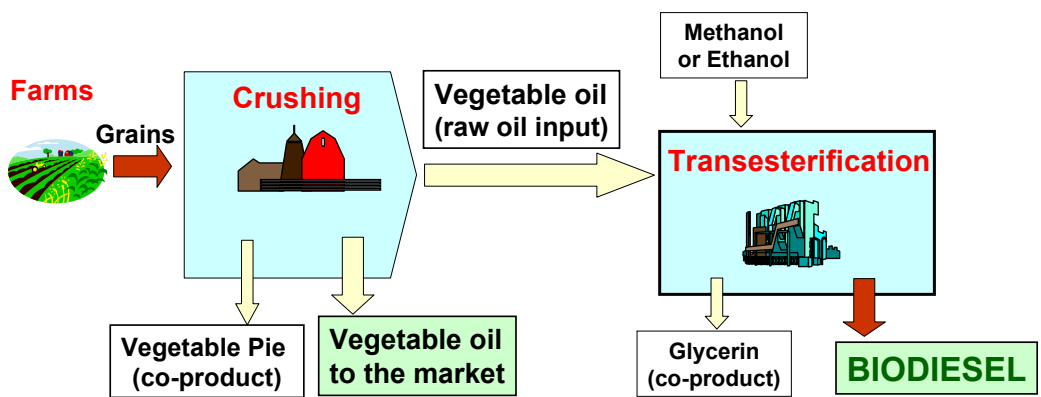 Farms
Grains
Crushing
Vegetable oil
(raw oil input)
Methanol
or Ethanol
Transesterification
Vegetable Pie
(co-product)
Vegetable oil
to the market
Glycerin
(co-product)
BIODIESEL